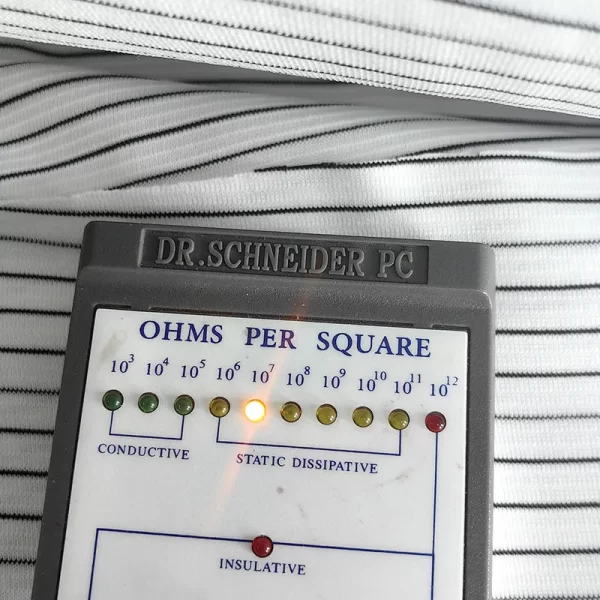 DR.SCHNEIDER PC
OHMS PER SQUARE
10³ 10⁴ 10⁵ 10⁶ 10⁷ 10⁸ 10⁹ 10¹⁰ 10¹¹ 10¹²
CONDUCTIVE STATIC DISSIPATIVE
INSULATIVE